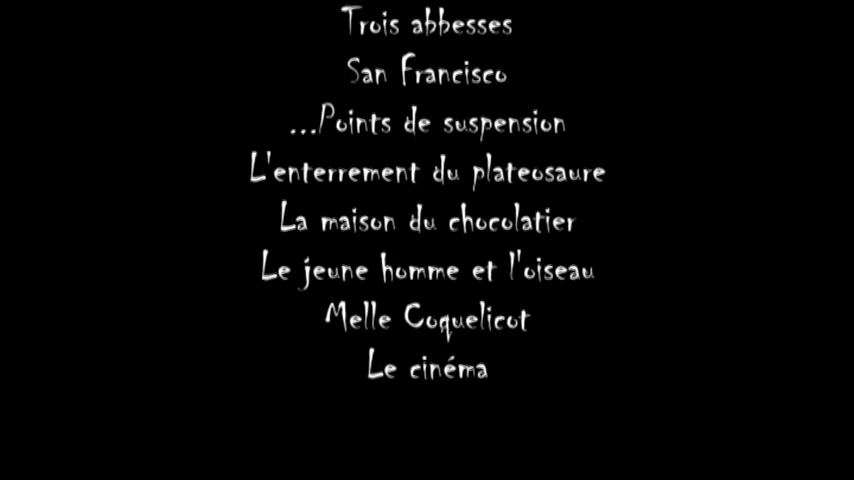 Trois abbesses
San Francisco
...Points de suspension
L'enterrement du plateosaure
La maison du chocolatier
Le jeune homme et l'oiseau
Melle Coquelicot
Le cinéma